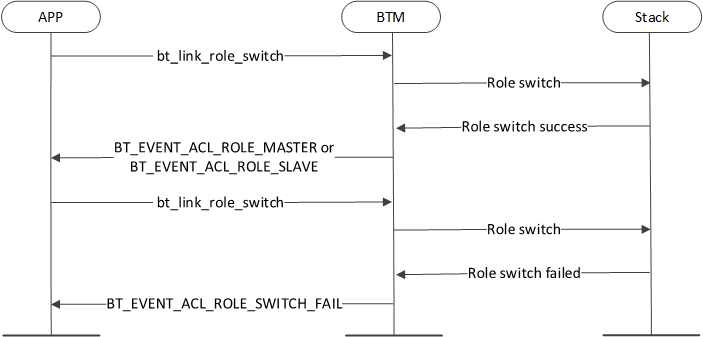 APP
BTM
Stack
bt_link_role_switch
Role switch
Role switch success
BT_EVENT_ACL_ROLE_MASTER or
BT_EVENT_ACL_ROLE_SLAVE
bt_link_role_switch
Role switch
Role switch failed
BT_EVENT_ACL_ROLE_SWITCH_FAIL